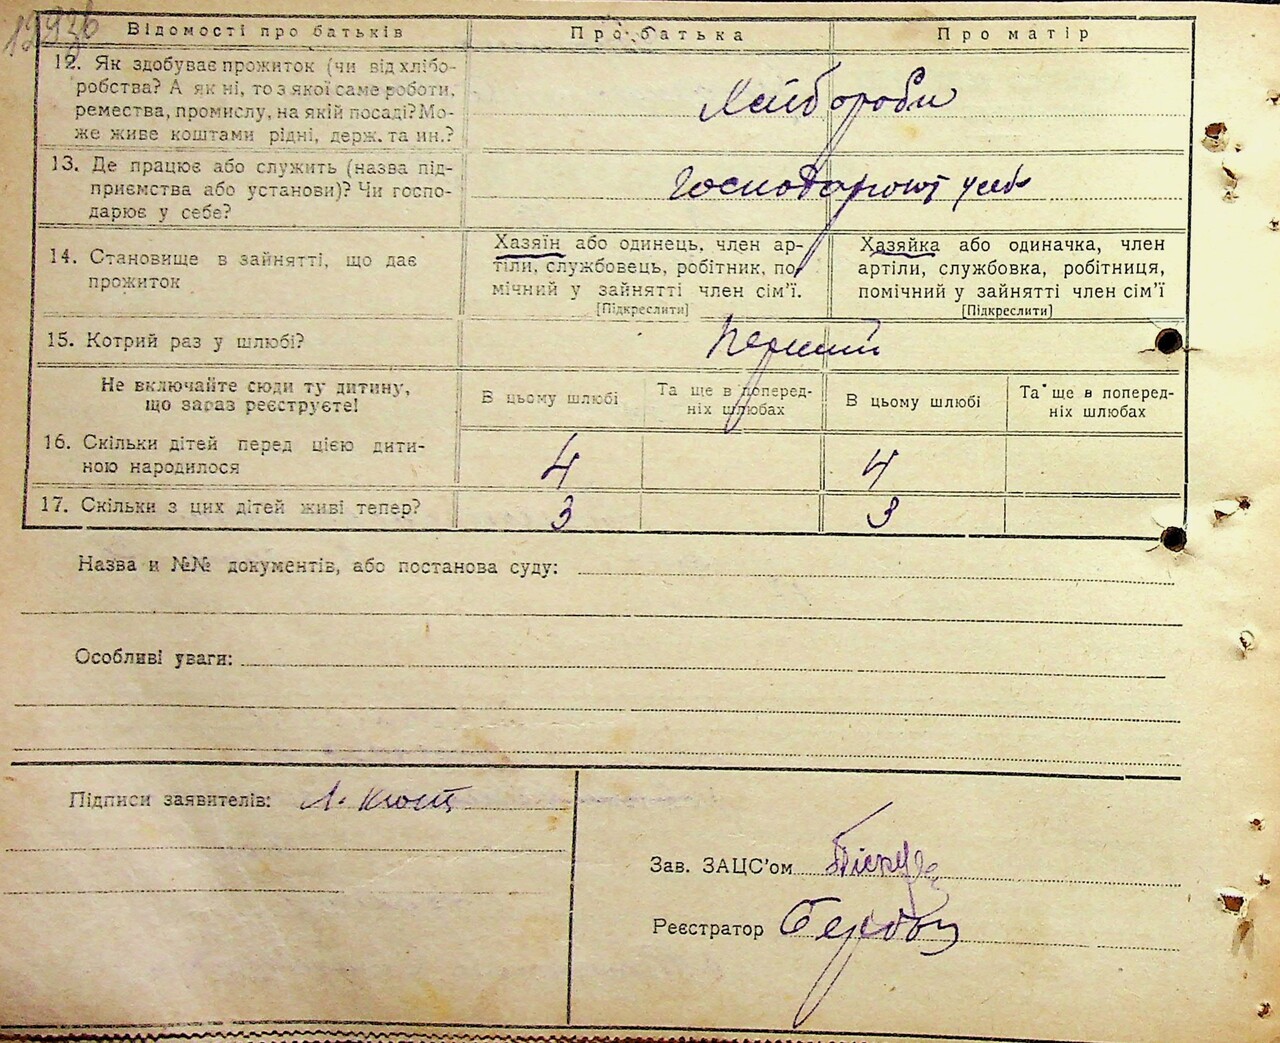 Відомості про батьків Про батька Про матір
12. Як здобуває прожиток (чи від хлібо-
робства? А як ні, то з якої саме роботи,
ремества, промислу, на якій посаді? Мо-
же живе коштами рідні, держ. та ин.?
Хлібороби
13. Де працює або служить (назва під-
приємства або установи)? Чи госпо-
дарює у себе?
Господарюют у себе
14. Становище в зайнятті, що дає
прожиток
Хазяїн або одинець, член ар-
тіли, службовець, робітник, по-
мічний у зайнятті член сім’ї.
[Підкреслити]
Хазяйка або одиначка, член
артіли, службовка, робітниця,
помічний у зайнятті член сім’ї
[Підкреслити]
15. Котрий раз у шлюбі? Перший
Не включайте сюди ту дитину,
що зараз реєструєте!
В цьому шлюбі
Та ще в поперед-
ніх шлюбах
В цьому шлюбі
Та ще в поперед-
ніх шлюбах
16. Скільки дітей перед цією дити-
ною народилося
4 4
17. Скільки з цих дітей живі тепер? 3 3
Назва и №№ документів, або постанова суду:
Особливі уваги:
Підписи заявителів:
Зав. ЗАЦС’ом
Реєстратор